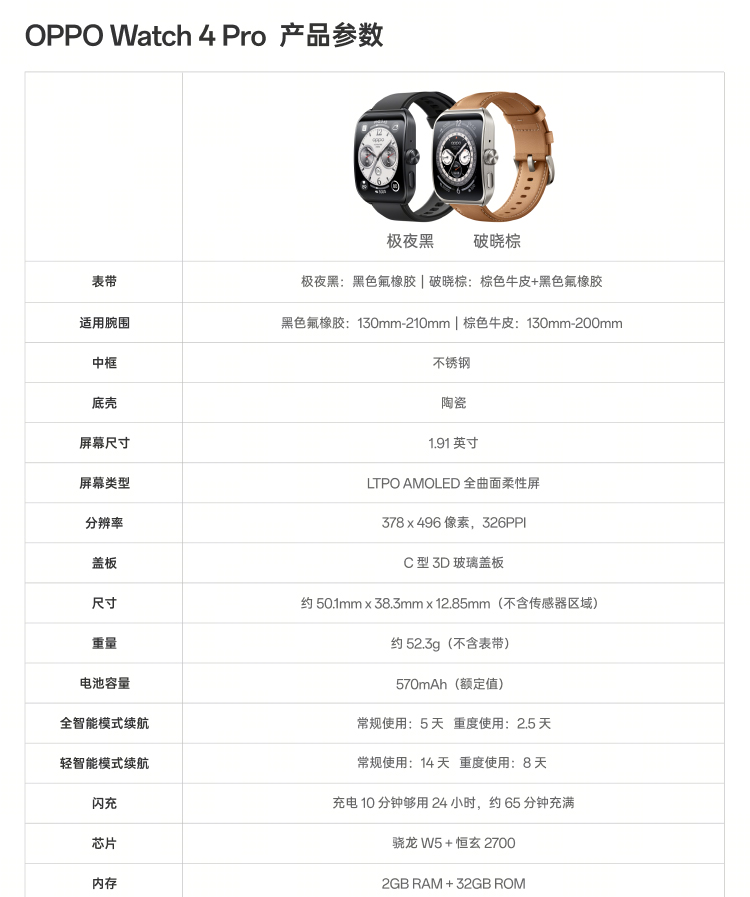 OPPO Watch 4 Pro 产品参数
极夜黑 破晓棕
表带 极夜黑：黑色氟橡胶 | 破晓棕：棕色牛皮+黑色氟橡胶
适用腕围 黑色氟橡胶：130mm-210mm | 棕色牛皮：130mm-200mm
中框 不锈钢
底壳 陶瓷
屏幕尺寸 1.91 英寸
屏幕类型 LTPO AMOLED 全曲面柔性屏
分辨率 378 x 496 像素，326PPI
盖板 C 型 3D 玻璃盖板
尺寸 约 50.1mm x 38.3mm x 12.85mm（不含传感器区域）
重量 约 52.3g（不含表带）
电池容量 570mAh（额定值）
全智能模式续航 常规使用：5 天 重度使用：2.5 天
轻智能模式续航 常规使用：14 天 重度使用：8 天
闪充 充电 10 分钟够用 24 小时，约 65 分钟充满
芯片 骁龙 W5 + 恒玄 2700
内存 2GB RAM + 32GB ROM